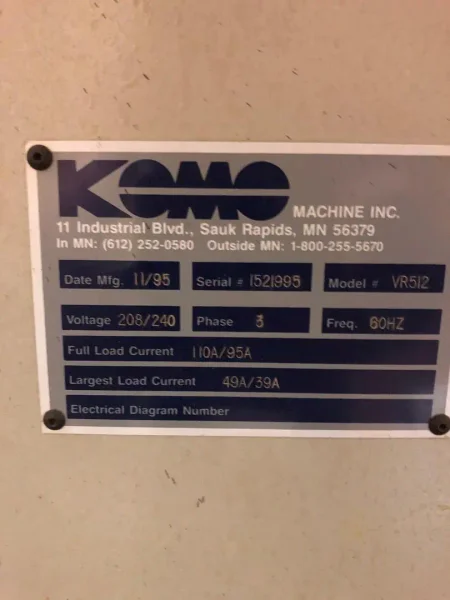 KOMO MACHINE INC.
11 Industrial Blvd., Sauk Rapids, MN 56379
In MN: (612) 252-0580 Outside MN: 1-800-255-5670
Date Mfg. 11/95 Serial # 1521995 Model # VR512
Voltage 208/240 Phase 3 Freq. 60HZ
Full Load Current 110A/95A
Largest Load Current 49A/39A
Electrical Diagram Number